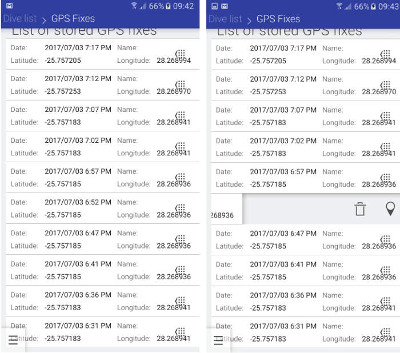 66% 09:42
Dive list > GPS Fixes
List of stored GPS fixes
Date: 2017/07/03 7:17 PM Name:
Latitude: -25.757205 Longitude: 28.268994
Date: 2017/07/03 7:12 PM Name:
Latitude: -25.757253 Longitude: 28.268970
Date: 2017/07/03 7:07 PM Name:
Latitude: -25.757183 Longitude: 28.268941
Date: 2017/07/03 7:02 PM Name:
Latitude: -25.757183 Longitude: 28.268941
Date: 2017/07/03 6:57 PM Name:
Latitude: -25.757185 Longitude: 28.268936
Date: 2017/07/03 6:52 PM Name:
Latitude: -25.757185 Longitude: 28.268936
Date: 2017/07/03 6:47 PM Name:
Latitude: -25.757185 Longitude: 28.268936
Date: 2017/07/03 6:41 PM Name:
Latitude: -25.757185 Longitude: 28.268936
Date: 2017/07/03 6:36 PM Name:
Latitude: -25.757183 Longitude: 28.268941
Date: 2017/07/03 6:31 PM Name:
-25.757183 Longitude: 28.268941
66% 09:43
Dive list > GPS Fixes
List of stored GPS fixes
Date: 2017/07/03 7:17 PM Name:
Latitude: -25.757205 Longitude: 28.268994
Date: 2017/07/03 7:12 PM Name:
Latitude: -25.757253 Longitude: 28.268970
Date: 2017/07/03 7:07 PM Name:
Latitude: -25.757183 Longitude: 28.268941
Date: 2017/07/03 7:02 PM Name:
Latitude: -25.757183 Longitude: 28.268941
Date: 2017/07/03 6:57 PM Name:
Latitude: -25.757185 Longitude: 28.268936
268936
Date: 2017/07/03 6:47 PM Name:
Latitude: -25.757185 Longitude: 28.268936
Date: 2017/07/03 6:41 PM Name:
Latitude: -25.757185 Longitude: 28.268936
Date: 2017/07/03 6:36 PM Name:
Latitude: -25.757183 Longitude: 28.268941
Date: 2017/07/03 6:31 PM Name:
-25.757183 Longitude: 28.268941